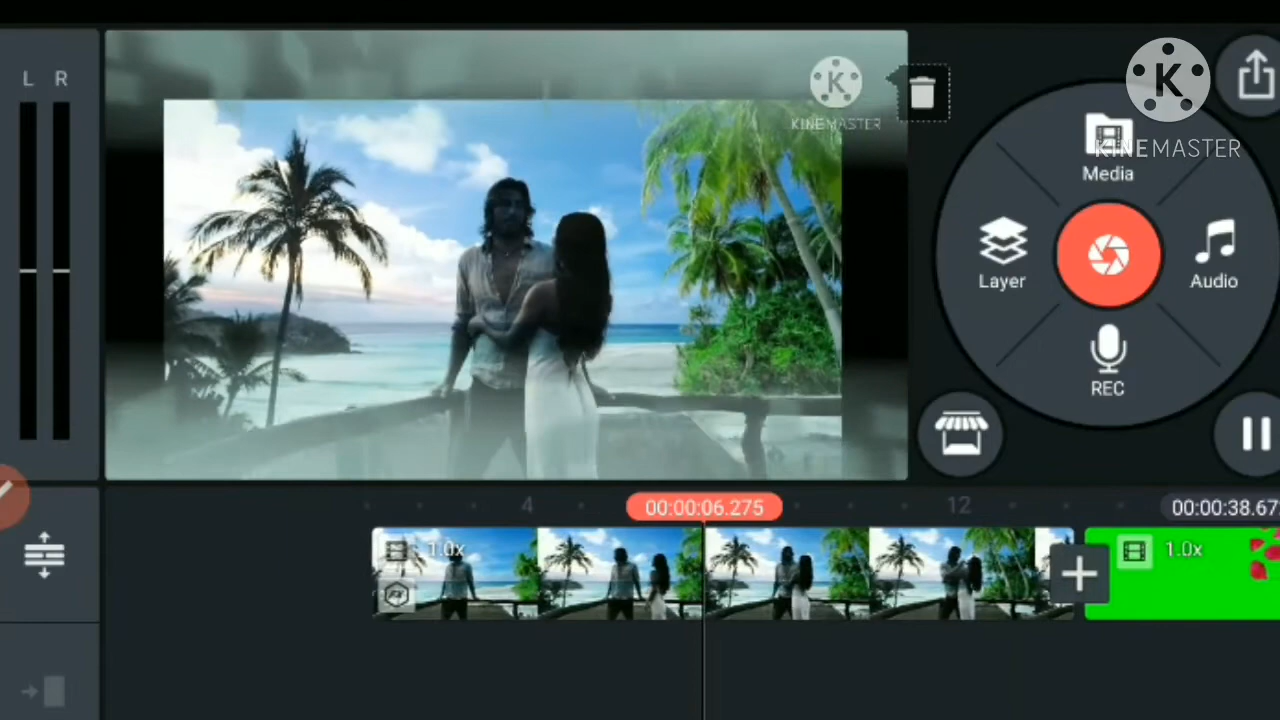 L R
KINEMASTER
K
KINEMASTER
Media
Layer
Audio
REC
4
00:00:06.275
12
00:00:38.67
1.0x
1.0x